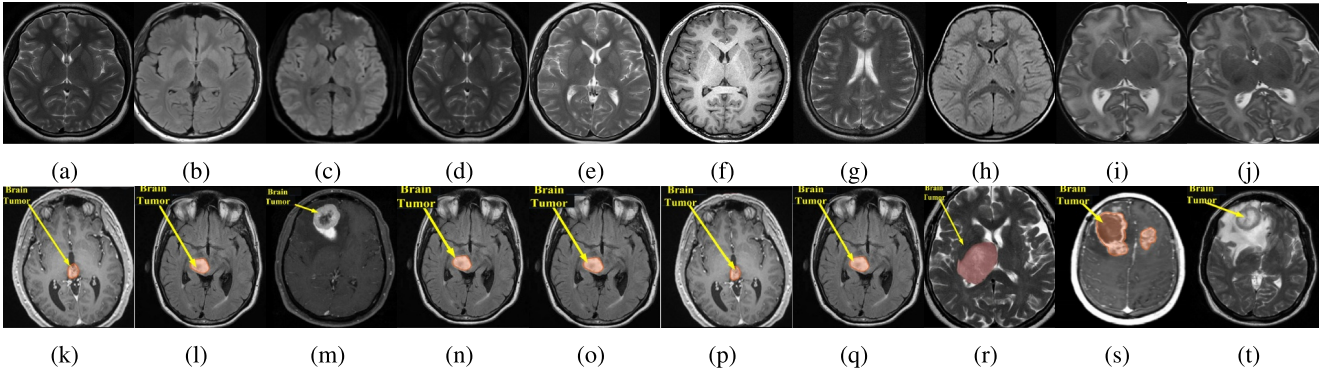 (a) (b) (c) (d) (e) (f) (g) (h) (i) (j)
Brain Brain Brain Brain Brain Brain Brain Brain Brain Brain
Tumor Tumor Tumor Tumor Tumor Tumor Tumor Tumor Tumor Tumor
(k) (l) (m) (n) (o) (p) (q) (r) (s) (t)